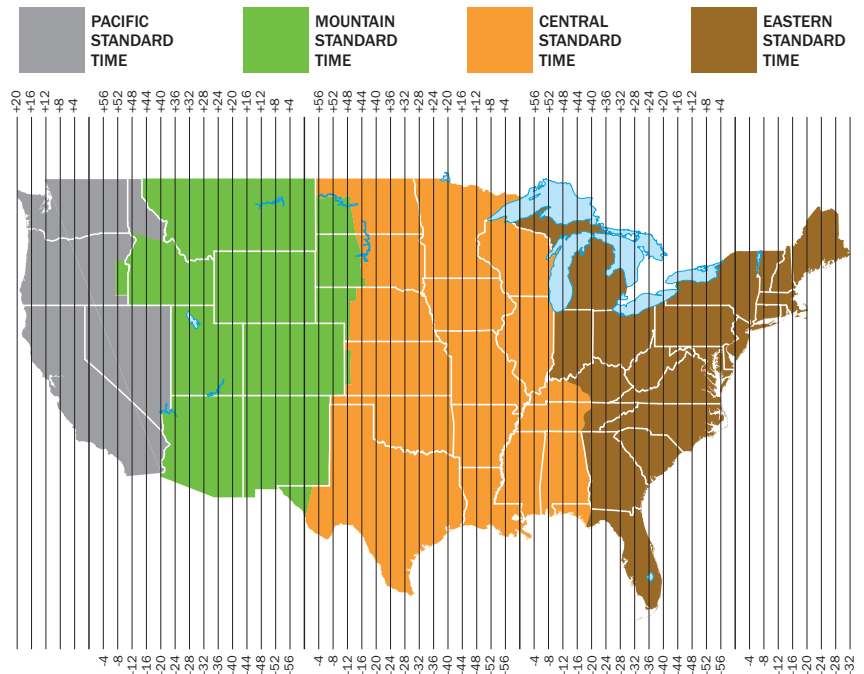 PACIFIC
STANDARD
TIME
MOUNTAIN
STANDARD
TIME
CENTRAL
STANDARD
TIME
EASTERN
STANDARD
TIME
+20 +16 +12 +8 +4 +56 +52 +48 +44 +40 +36 +32 +28 +24 +20 +16 +12 +8 +4 +56 +52 +48 +44 +40 +36 +32 +28 +24 +20 +16 +12 +8 +4 +56 +52 +48 +44 +40 +36 +32 +28 +24 +20 +16 +12 +8 +4
-4 -8 -12 -16 -20 -24 -28 -32 -36 -40 -44 -48 -52 -56 -4 -8 -12 -16 -20 -24 -28 -32 -36 -40 -44 -48 -52 -56 -4 -8 -12 -16 -20 -24 -28 -32 -36 -40 -44 -48 -52 -56 -4 -8 -12 -16 -20 -24 -28 -32